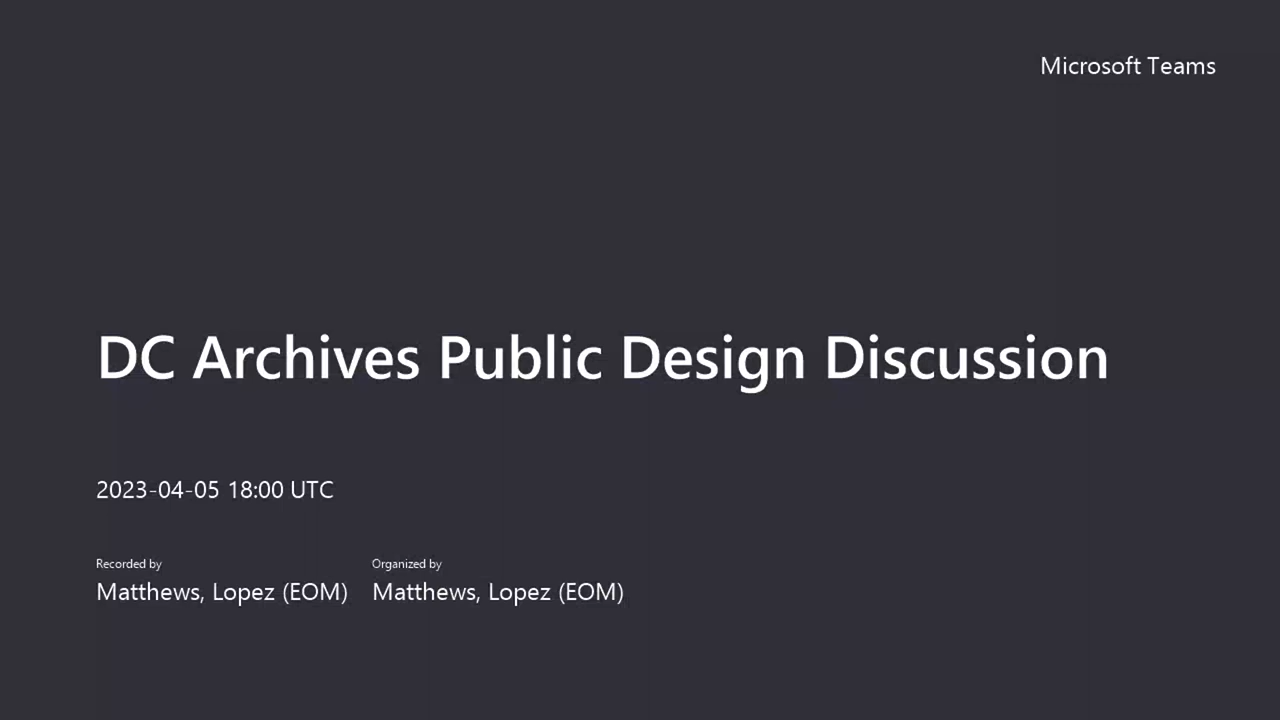 Microsoft Teams
DC Archives Public Design Discussion
2023-04-05 18:00 UTC
Recorded by
Organized by
Matthews, Lopez (EOM)
Matthews, Lopez (EOM)